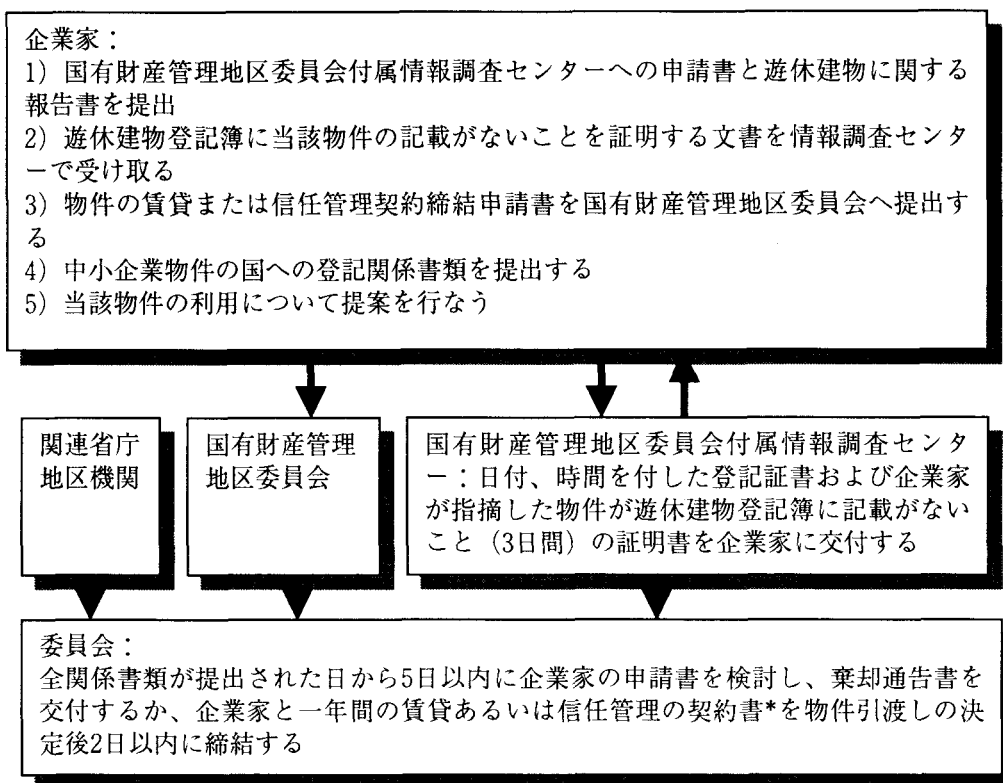 企業家：
1）国有財産管理地区委員会付属情報調査センターへの申請書と遊休建物に関する
報告書を提出
2）遊休建物登記簿に当該物件の記載がないことを証明する文書を情報調査センタ
ーで受け取る
3）物件の賃貸または信任管理契約締結申請書を国有財産管理地区委員会へ提出す
る
4）中小企業物件の国への登記関係書類を提出する
5）当該物件の利用について提案を行なう
関連省庁
地区機関
国有財産管理
地区委員会
国有財産管理地区委員会付属情報調査センタ
ー：日付、時間を付した登記証書および企業家
が指摘した物件が遊休建物登記簿に記載がない
こと（3日間）の証明書を企業家に交付する
委員会：
全関係書類が提出された日から5日以内に企業家の申請書を検討し、棄却通告書を
交付するか、企業家と一年間の賃貸あるいは信任管理の契約書*を物件引渡しの決
定後2日以内に締結する